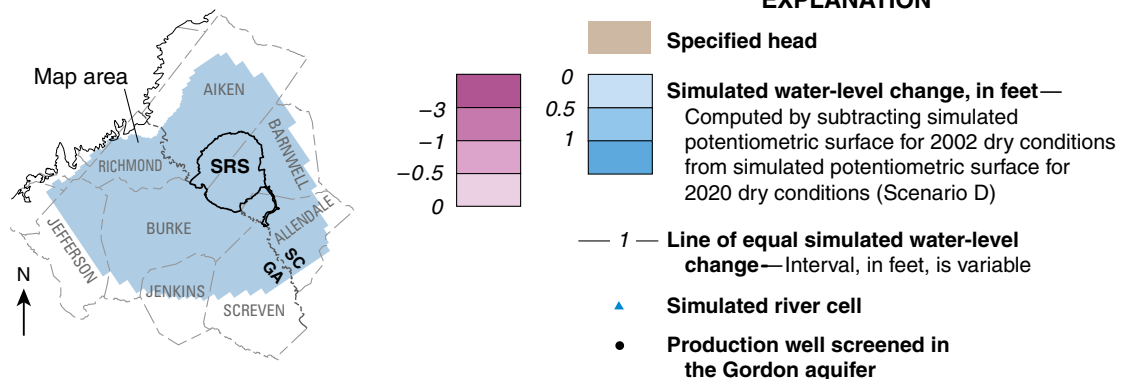 EXPLANATION
Map area
AIKEN
BARNWELL
RICHMOND
SRS
BURKE
ALLENDALE
JEFFERSON
SC
GA
N
JENKINS
SCREVEN
−3
−1
−0.5
0
0
0.5
1
Specified head
Simulated water-level change, in feet—
Computed by subtracting simulated
potentiometric surface for 2002 dry conditions
from simulated potentiometric surface for
2020 dry conditions (Scenario D)
1 Line of equal simulated water-level
change—Interval, in feet, is variable
Simulated river cell
Production well screened in
the Gordon aquifer